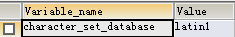 Variable_name Value
character_set_database latin1